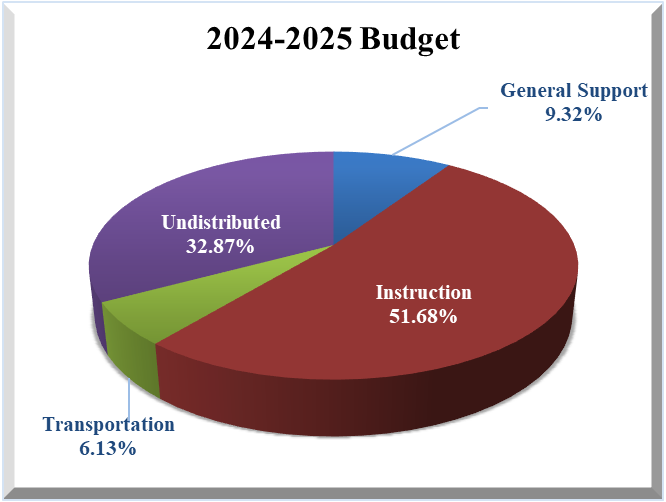 2024-2025 Budget
General Support
9.32%
Undistributed
32.87%
Instruction
51.68%
Transportation
6.13%